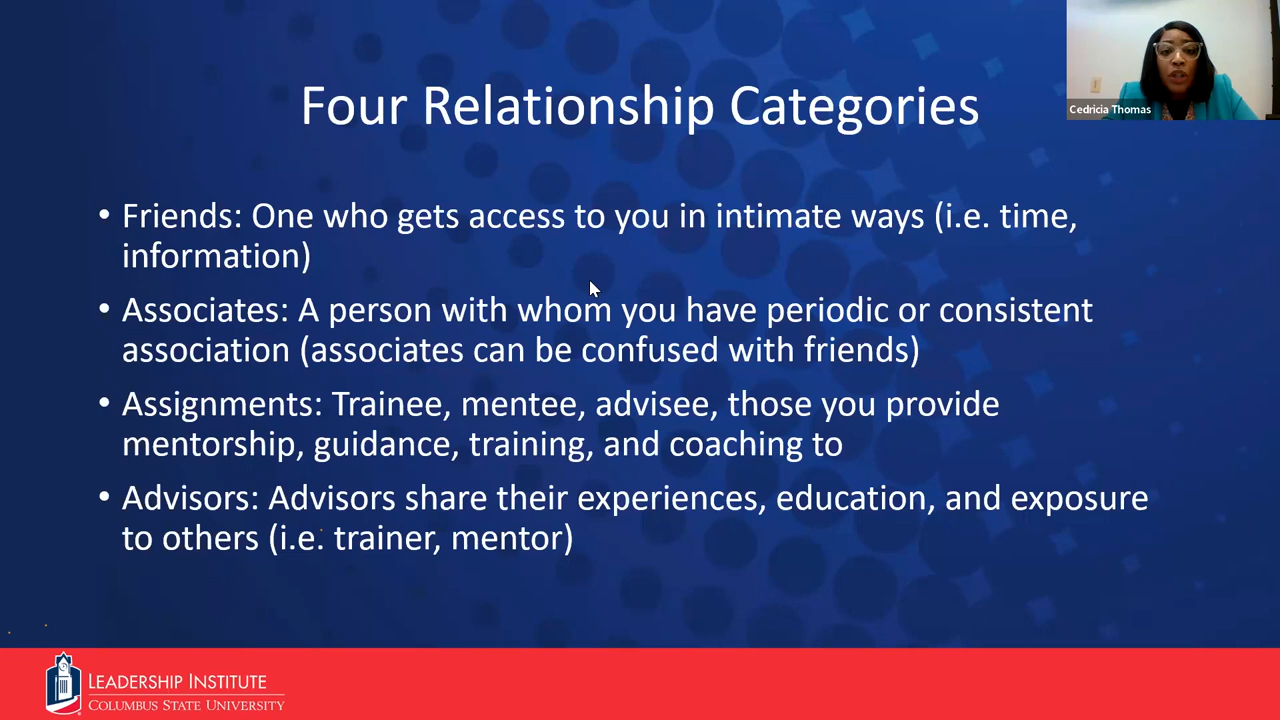 Four Relationship Categories
Cedricia Thomas
• Friends: One who gets access to you in intimate ways (i.e. time,
information)
• Associates: A person with whom you have periodic or consistent
association (associates can be confused with friends)
• Assignments: Trainee, mentee, advisee, those you provide
mentorship, guidance, training, and coaching to
• Advisors: Advisors share their experiences, education, and exposure
to others (i.e. trainer, mentor)
LEADERSHIP INSTITUTE
COLUMBUS STATE UNIVERSITY